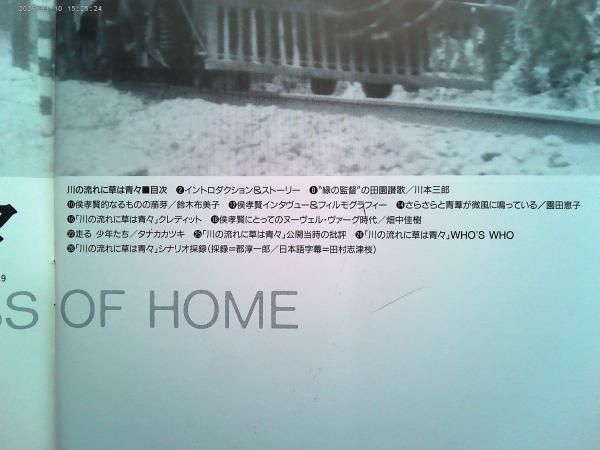 15:25:24
川の流れに草は青々■目次 ❷イントロダクション&ストーリー ❽“緑の監督”の田園讃歌／川本三郎
❿侯孝賢的なるものの萌芽／鈴木布美子 ⓬侯孝賢インタヴュー&フィルモグラフィー ⓮さらさらと青葦が微風に鳴っている／園田恵子
⓰「川の流れに草は青々」クレディット ⓲侯孝賢にとってのヌーヴェル・ヴァーグ時代／畑中佳樹
㉒走る 少年たち／タナカカツキ ㉓「川の流れに草は青々」公開当時の批評 ㉔「川の流れに草は青々」WHO'S WHO
㉖「川の流れに草は青々」シナリオ採録(採録＝郡淳一郎／日本語字幕＝田村志津枝)
SS OF HOME